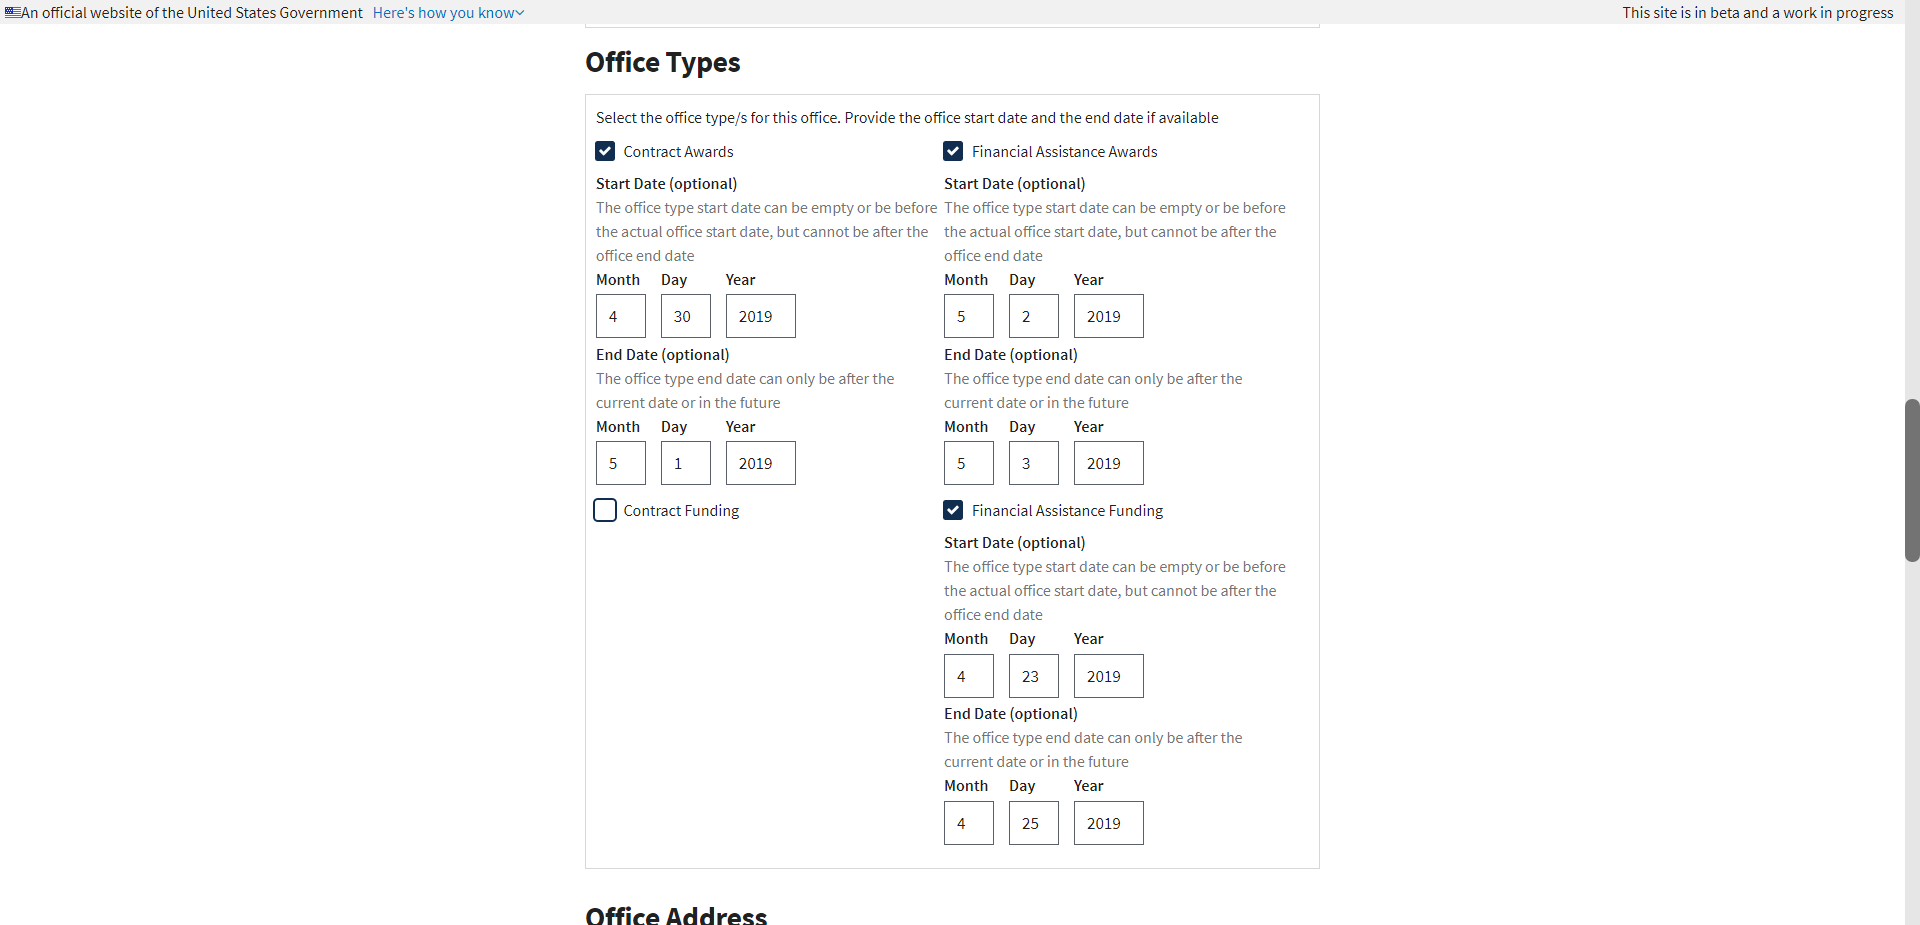 An official website of the United States Government Here's how you know
This site is in beta and a work in progress
Office Types
Select the office type/s for this office. Provide the office start date and the end date if available
Contract Awards
Start Date (optional)
The office type start date can be empty or be before
the actual office start date, but cannot be after the
office end date
Month Day Year
4 30 2019
End Date (optional)
The office type end date can only be after the
current date or in the future
Month Day Year
5 1 2019
Financial Assistance Awards
Start Date (optional)
The office type start date can be empty or be before
the actual office start date, but cannot be after the
office end date
Month Day Year
5 2 2019
End Date (optional)
The office type end date can only be after the
current date or in the future
Month Day Year
5 3 2019
Contract Funding
Financial Assistance Funding
Start Date (optional)
The office type start date can be empty or be before
the actual office start date, but cannot be after the
office end date
Month Day Year
4 23 2019
End Date (optional)
The office type end date can only be after the
current date or in the future
Month Day Year
4 25 2019
Office Address